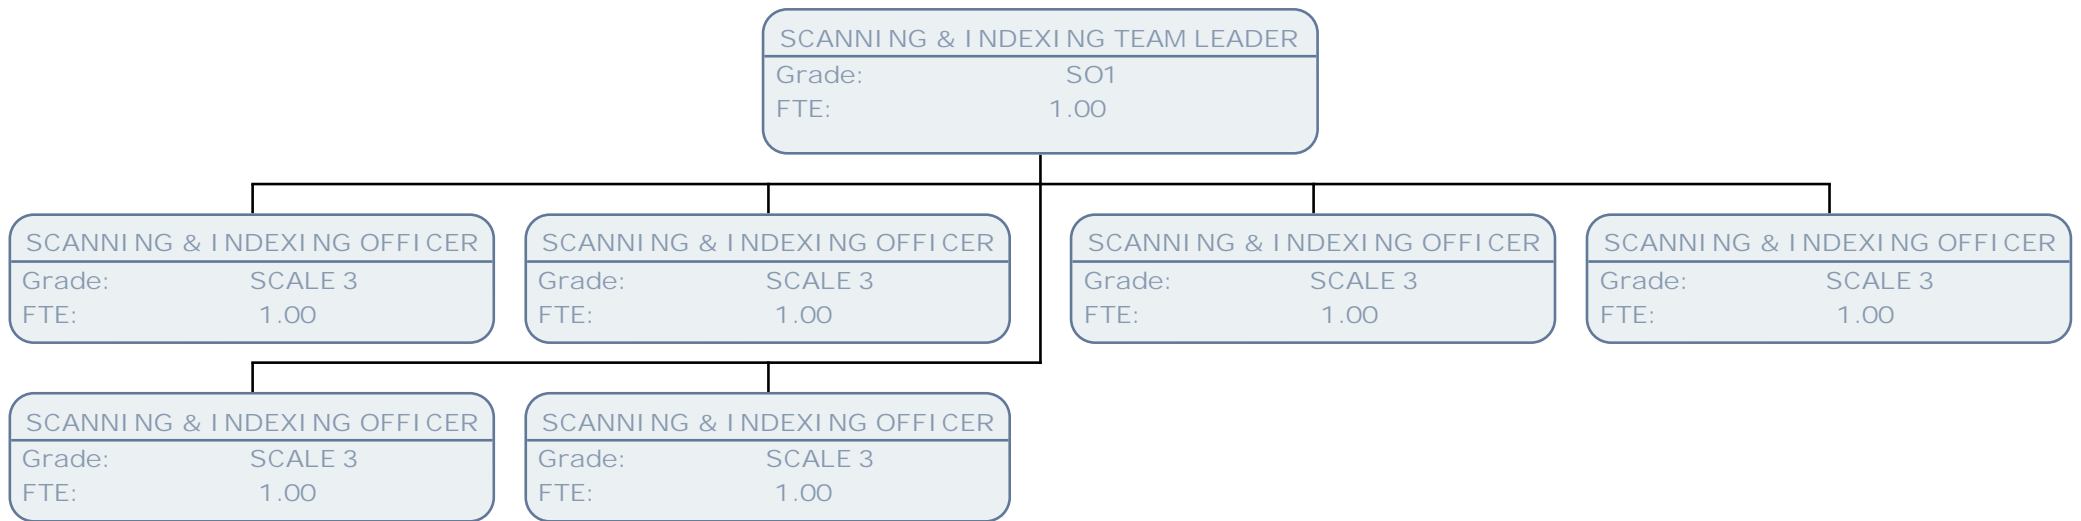 SCANNING & INDEXING TEAM LEADER
Grade: SO1
FTE: 1.00
SCANNING & INDEXING OFFICER
Grade: SCALE 3
FTE: 1.00
SCANNING & INDEXING OFFICER
Grade: SCALE 3
FTE: 1.00
SCANNING & INDEXING OFFICER
Grade: SCALE 3
FTE: 1.00
SCANNING & INDEXING OFFICER
Grade: SCALE 3
FTE: 1.00
SCANNING & INDEXING OFFICER
Grade: SCALE 3
FTE: 1.00
SCANNING & INDEXING OFFICER
Grade: SCALE 3
FTE: 1.00